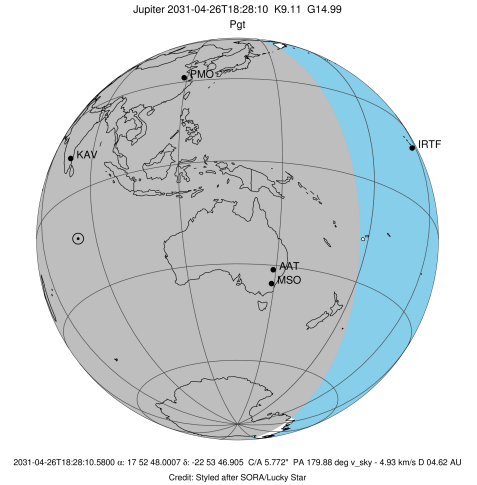 Jupiter 2031-04-26T18:28:10 K9.11 G14.99
Pgt
PMO
IRTF
KAV
AAT
MSO
2031-04-26T18:28:10.5800 α: 17 52 48.0007 δ: -22 53 46.905 C/A 5.772" PA 179.88 deg v_sky - 4.93 km/s D 04.62 AU
Credit: Styled after SORA/Lucky Star